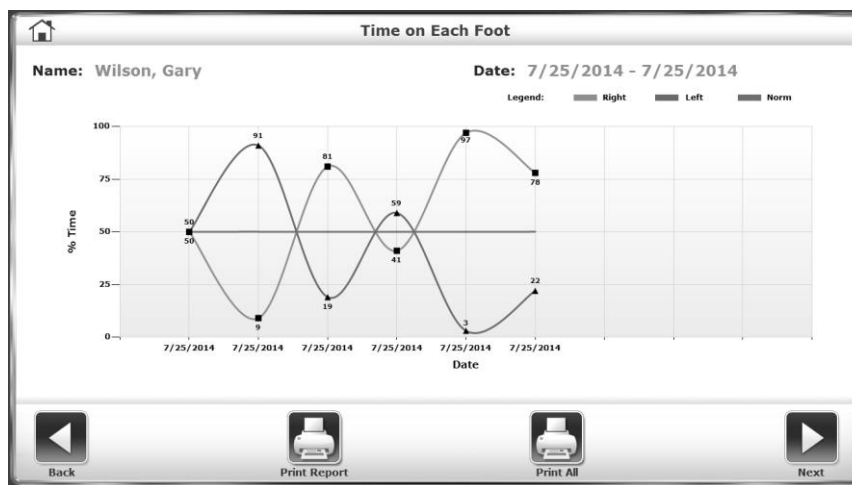 Time on Each Foot
Name: Wilson, Gary Date: 7/25/2014 - 7/25/2014
Legend: Right Left Norm
100
91
81
97
75
78
59
% Time
50
50
50
41
25
22
19
9
3
0
7/25/2014 7/25/2014 7/25/2014 7/25/2014 7/25/2014 7/25/2014
Date
Back Print Report Print All Next